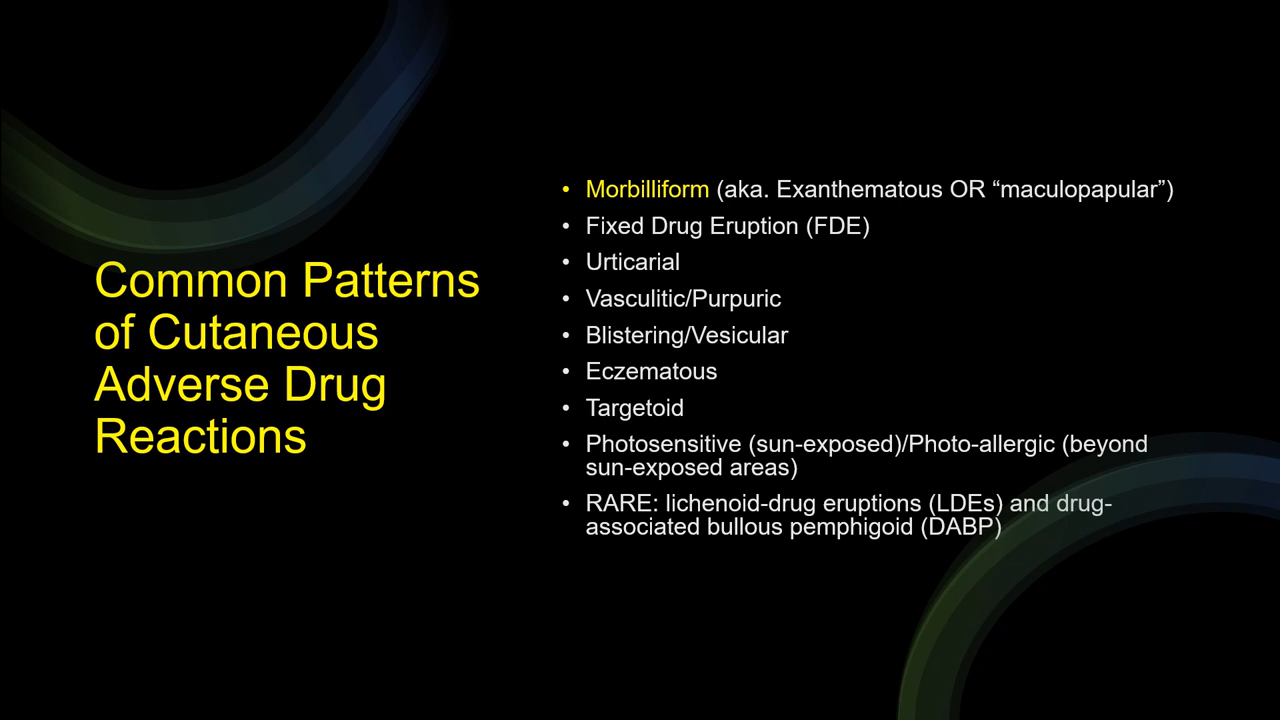 Common Patterns
of Cutaneous
Adverse Drug
Reactions
• Morbilliform (aka. Exanthematous OR “maculopapular”)
• Fixed Drug Eruption (FDE)
• Urticarial
• Vasculitic/Purpuric
• Blistering/Vesicular
• Eczematous
• Targetoid
• Photosensitive (sun-exposed)/Photo-allergic (beyond
sun-exposed areas)
• RARE: lichenoid-drug eruptions (LDEs) and drug-
associated bullous pemphigoid (DABP)